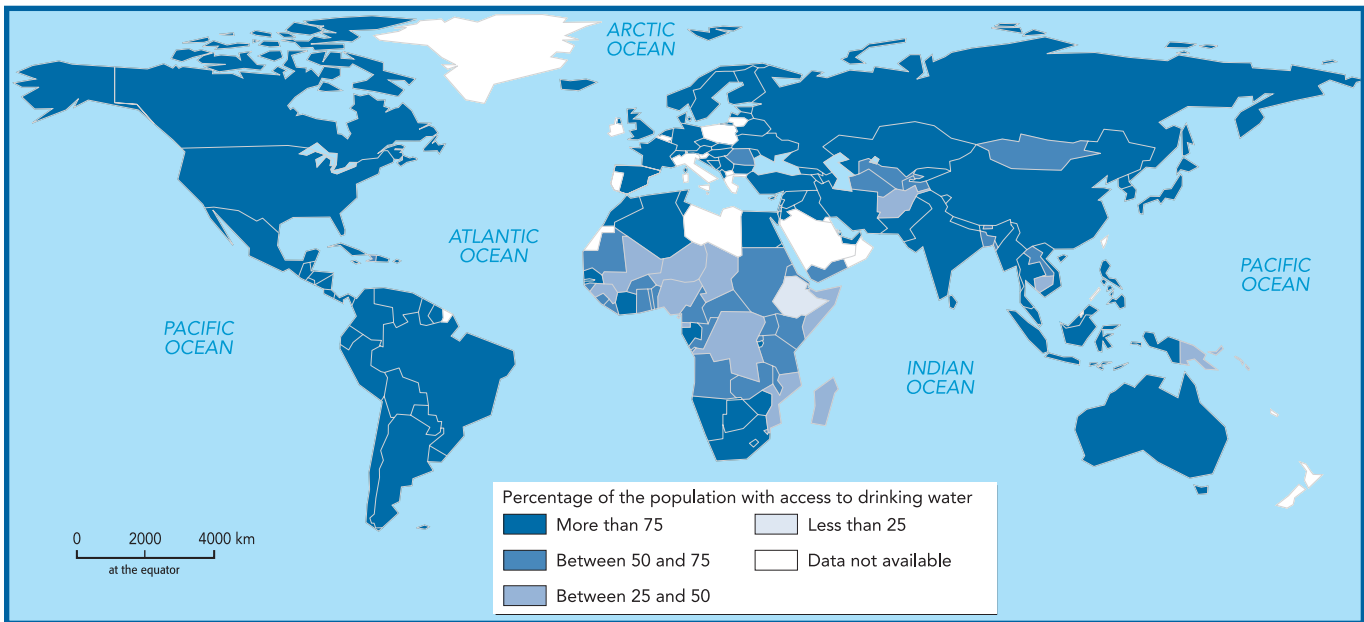 ARCTIC
OCEAN
ATLANTIC
OCEAN
PACIFIC
OCEAN
PACIFIC
OCEAN
INDIAN
OCEAN
Percentage of the population with access to drinking water
More than 75
Less than 25
Between 50 and 75
Data not available
Between 25 and 50
0 2000 4000 km
at the equator